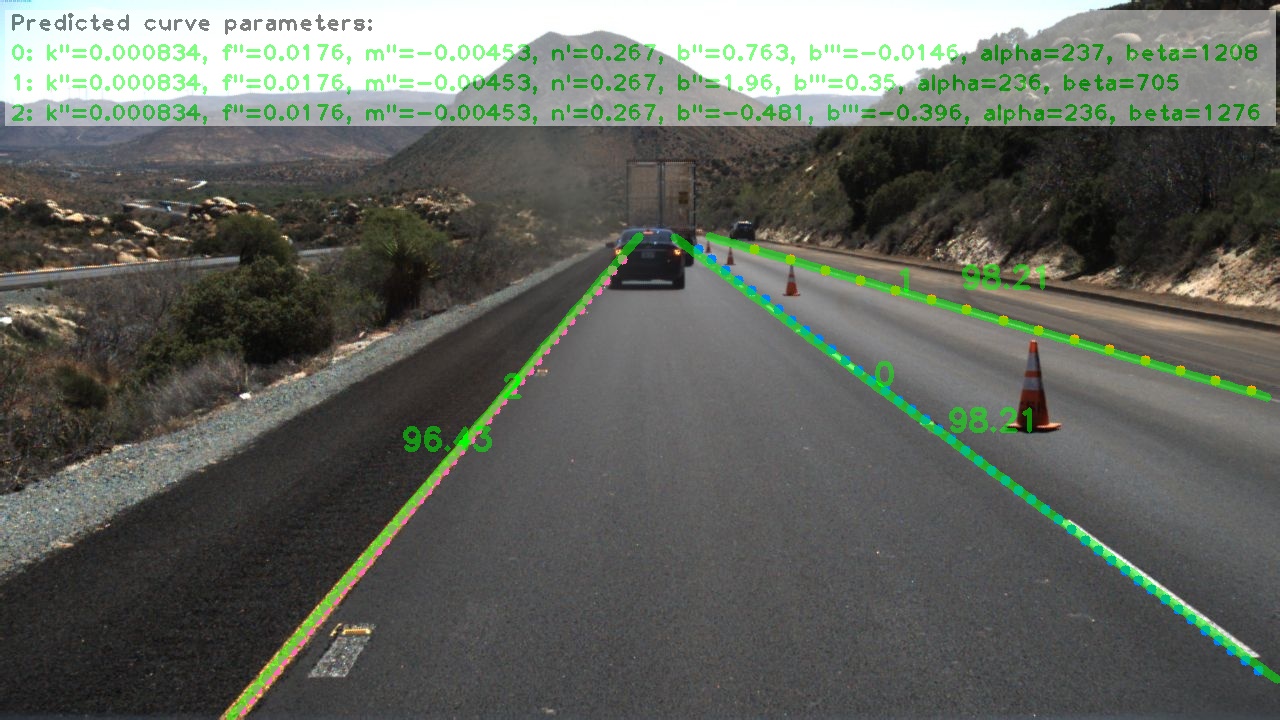 Predicted curve parameters:
0: k''=0.000834, f''=0.0176, m''=-0.00453, n'=0.267, b''=0.763, b'''=-0.0146, alpha=237, beta=1208
1: k''=0.000834, f''=0.0176, m''=-0.00453, n'=0.267, b''=1.96, b'''=0.35, alpha=236, beta=705
2: k''=0.000834, f''=0.0176, m''=-0.00453, n'=0.267, b''=-0.481, b'''=-0.396, alpha=236, beta=1276
1 98.21
0
2
98.21
96.43